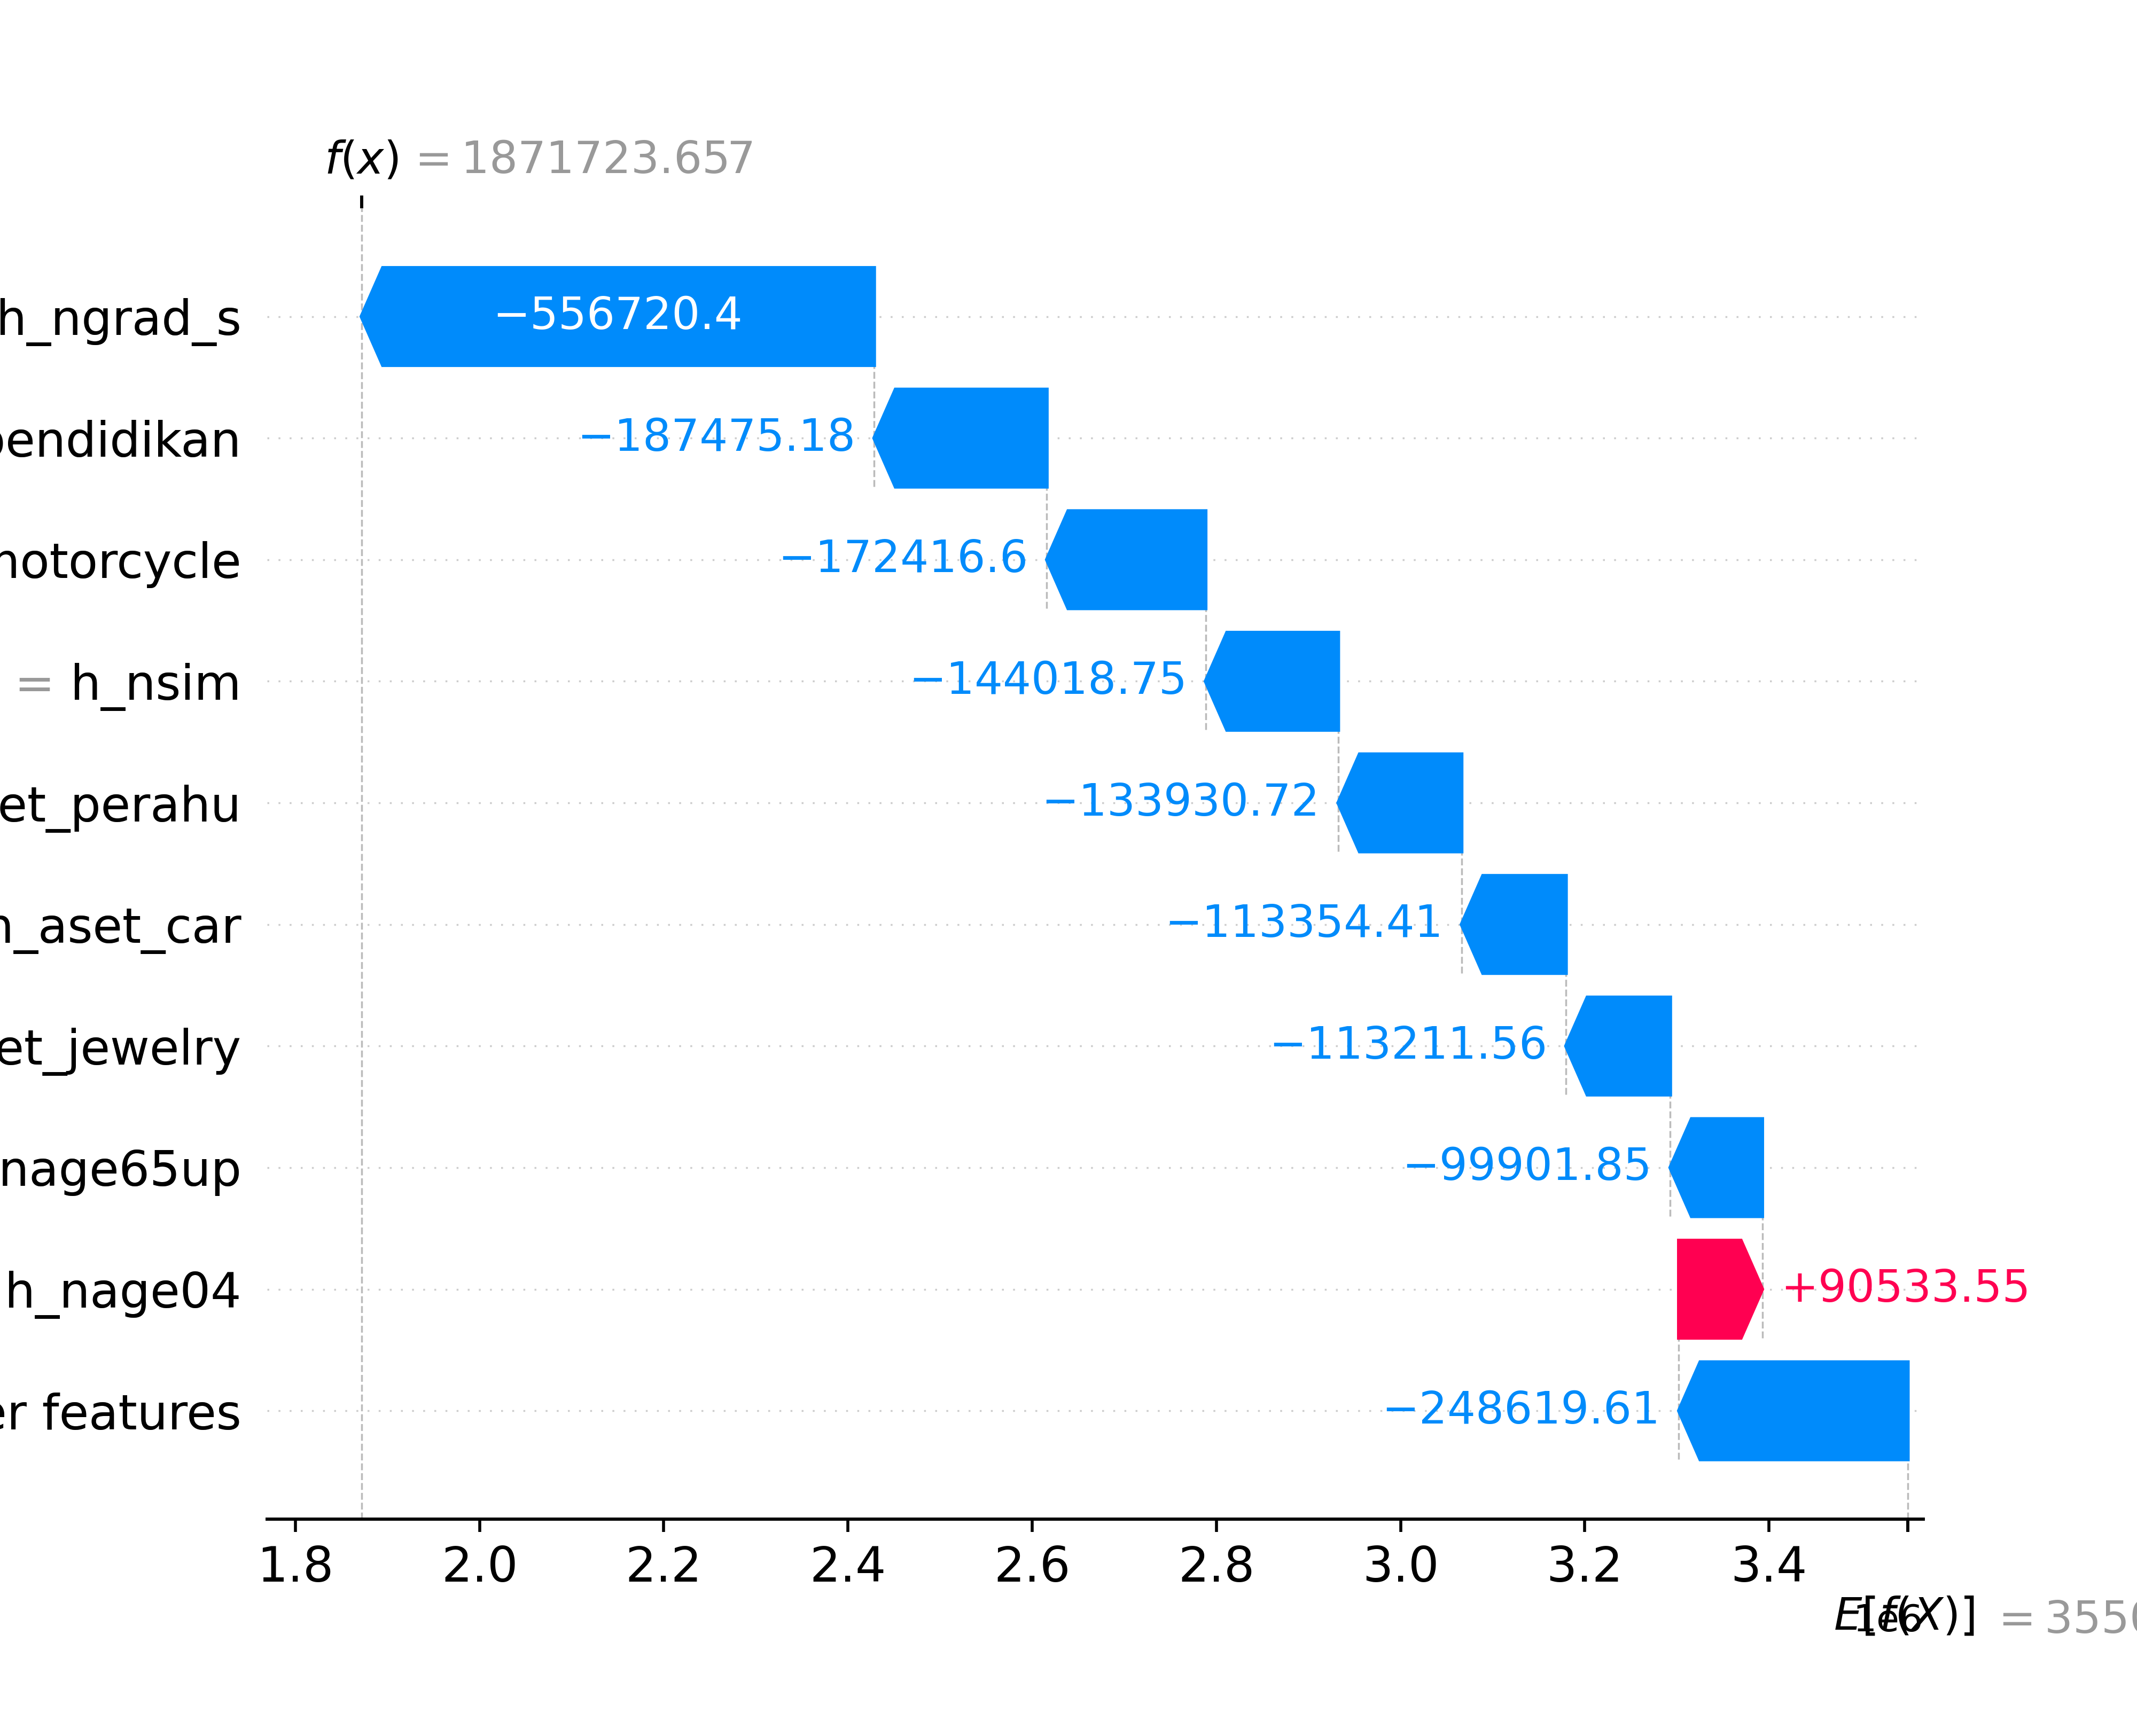 f(x) = 1871723.657
h_ngrad_s −556720.4
pendidikan −187475.18
motorcycle −172416.6
= h_nsim −144018.75
et_perahu −133930.72
h_aset_car −113354.41
et_jewelry −113211.56
nage65up −99901.85
h_nage04 +90533.55
er features −248619.61
1.8 2.0 2.2 2.4 2.6 2.8 3.0 3.2 3.4
1e6
E[f(X)] = 3550